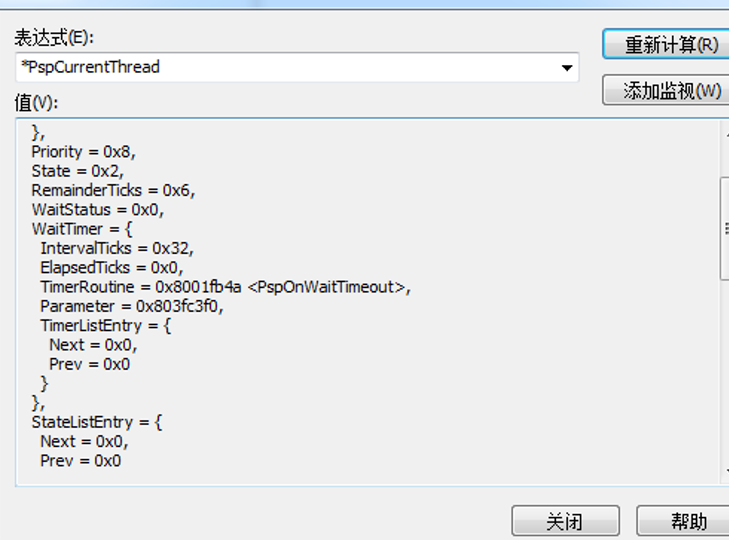 表达式(E):
重新计算(R)
*PspCurrentThread
添加监视(W)
值(V):
},
Priority = 0x8,
State = 0x2,
RemainderTicks = 0x6,
WaitStatus = 0x0,
WaitTimer = {
IntervalTicks = 0x32,
ElapsedTicks = 0x0,
TimerRoutine = 0x8001fb4a <PspOnWaitTimeout>,
Parameter = 0x803fc3f0,
TimerListEntry = {
Next = 0x0,
Prev = 0x0
}
},
StateListEntry = {
Next = 0x0,
Prev = 0x0
关闭
帮助